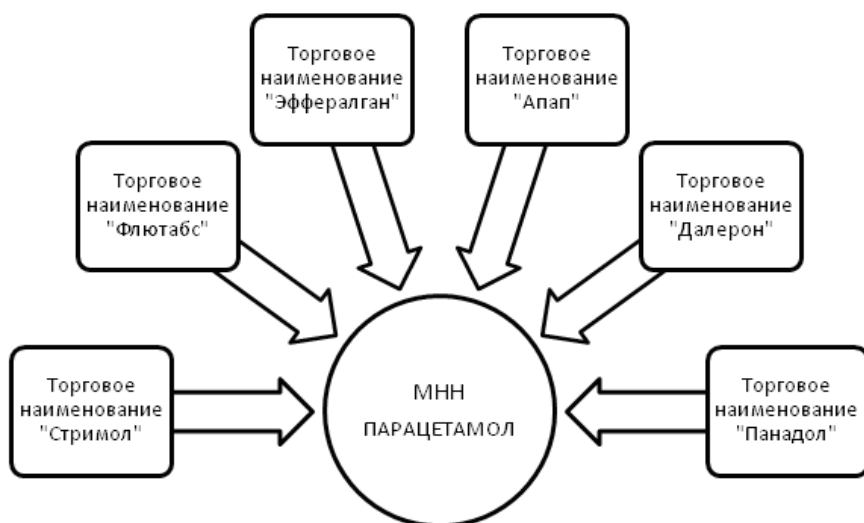 Торговое
наименование
"Эффералган"
Торговое
наименование
"Апап"
Торговое
наименование
"Флютабс"
Торговое
наименование
"Далерон"
Торговое
наименование
"Стримол"
МНН
ПАРАЦЕТАМОЛ
Торговое
наименование
"Панадол"